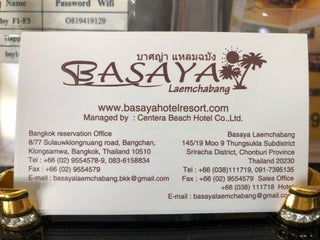 Password Wifi
F1-F3
0819419129
บาศญ่า แหลมฉบัง
BASAYA
Laemchabang
www.basayahotelresort.com
Managed by : Centera Beach Hotel Co.,Ltd.
Bangkok reservation Office
8/77 Sulauwklongnuang road, Bangchan,
Klongsamwa, Bangkok, Thailand 10510
Tel : +66 (02) 9554578-9, 083-6158834
Fax : +66 (02) 9554579
E-mail : basayalaemchabang.bkk@gmail.com
Basaya Laemchabang
145/19 Moo 9 Thungsukla Subdistrict
Sriracha District, Chonburi Province
Thailand 20230
Tel : +66 (038)111719, 091-7395135
Fax : +66 (02) 9554579 Sales Office
+66 (038) 111718 Hotel
E-mail : basayalaemchabang@gmail.com